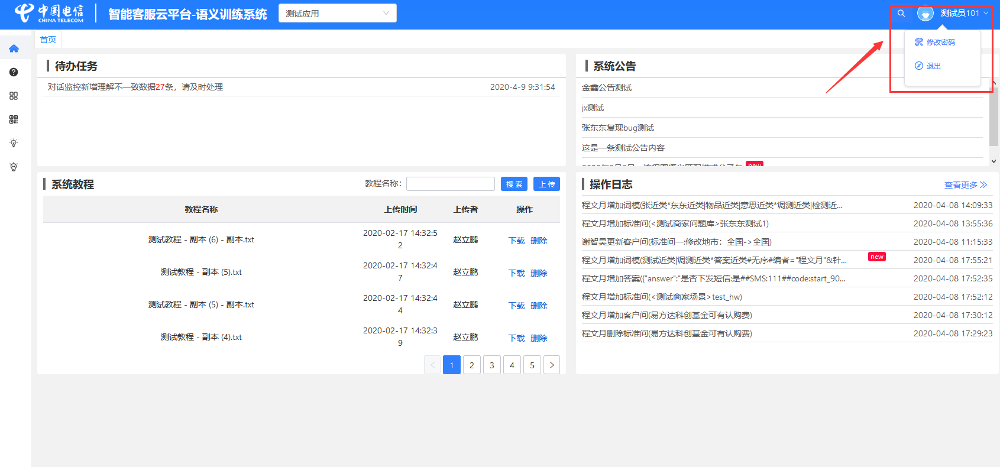 中国电信
CHINA TELECOM
智能客服云平台-语义训练系统
测试应用
测试员101
修改密码
退出
首页
待办任务
对话监控新增理解不一致数据27条，请及时处理
2020-4-9 9:31:54
系统公告
金鑫公告测试
jx测试
张东东复现bug测试
这是一条测试公告内容
new
系统教程
教程名称：
搜 索
上 传
教程名称 上传时间 上传者 操作
测试教程 - 副本 (6) - 副本.txt
2020-02-17 14:32:5
2
赵立鹏
下载 删除
测试教程 - 副本 (5).txt
2020-02-17 14:32:4
7
赵立鹏
下载 删除
测试教程 - 副本 (5) - 副本.txt
2020-02-17 14:32:4
4
赵立鹏
下载 删除
测试教程 - 副本 (4).txt
2020-02-17 14:32:3
9
赵立鹏
下载 删除
1 2 3 4 5
操作日志
查看更多
程文月增加词模(张近类*东东近类|物品近类|意思近类*调测近类|检测近...
2020-04-08 14:09:33
程文月增加标准问(<测试商家问题库>张东东测试1)
2020-04-08 13:55:36
谢智昊更新客户问(标准问一;修改地市：全国->全国)
2020-04-08 11:15:33
程文月增加词模(测试近类|调测近类*答案近类#无序#编者="程文月"&针...
new
2020-04-08 17:55:21
程文月增加答案({"answer":"是否下发短信:是##SMS:111##code:start_90...
2020-04-08 17:52:35
程文月增加标准问(<测试商家场景>test_hw)
2020-04-08 17:52:12
程文月增加客户问(易方达科创基金可有认购费)
2020-04-08 17:30:12
程文月删除标准问(易方达科创基金可有认购费)
2020-04-08 17:29:23